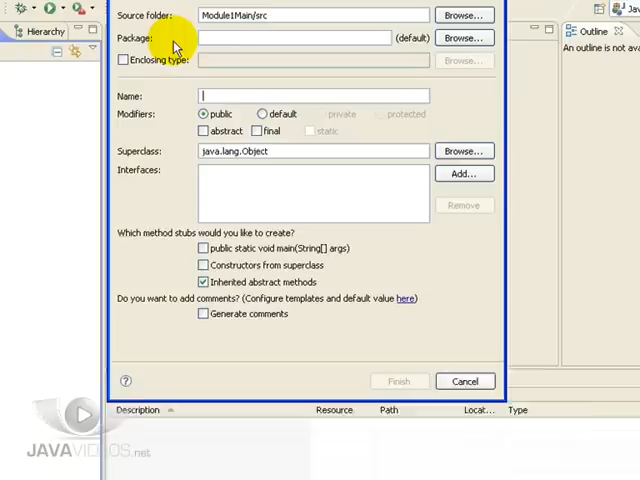 Source folder: Module1Main/src Browse...
Package: (default) Browse...
Enclosing type: Browse...
Name:
Modifiers: public default private protected
abstract final static
Superclass: java.lang.Object Browse...
Interfaces: Add...
Remove
Which method stubs would you like to create?
public static void main(String[] args)
Constructors from superclass
Inherited abstract methods
Do you want to add comments? (Configure templates and default value here)
Generate comments
Finish Cancel
Hierarchy
Outline
An outline is not ava
Description Resource Path Locat... Type
JAVAVIDEOS.net